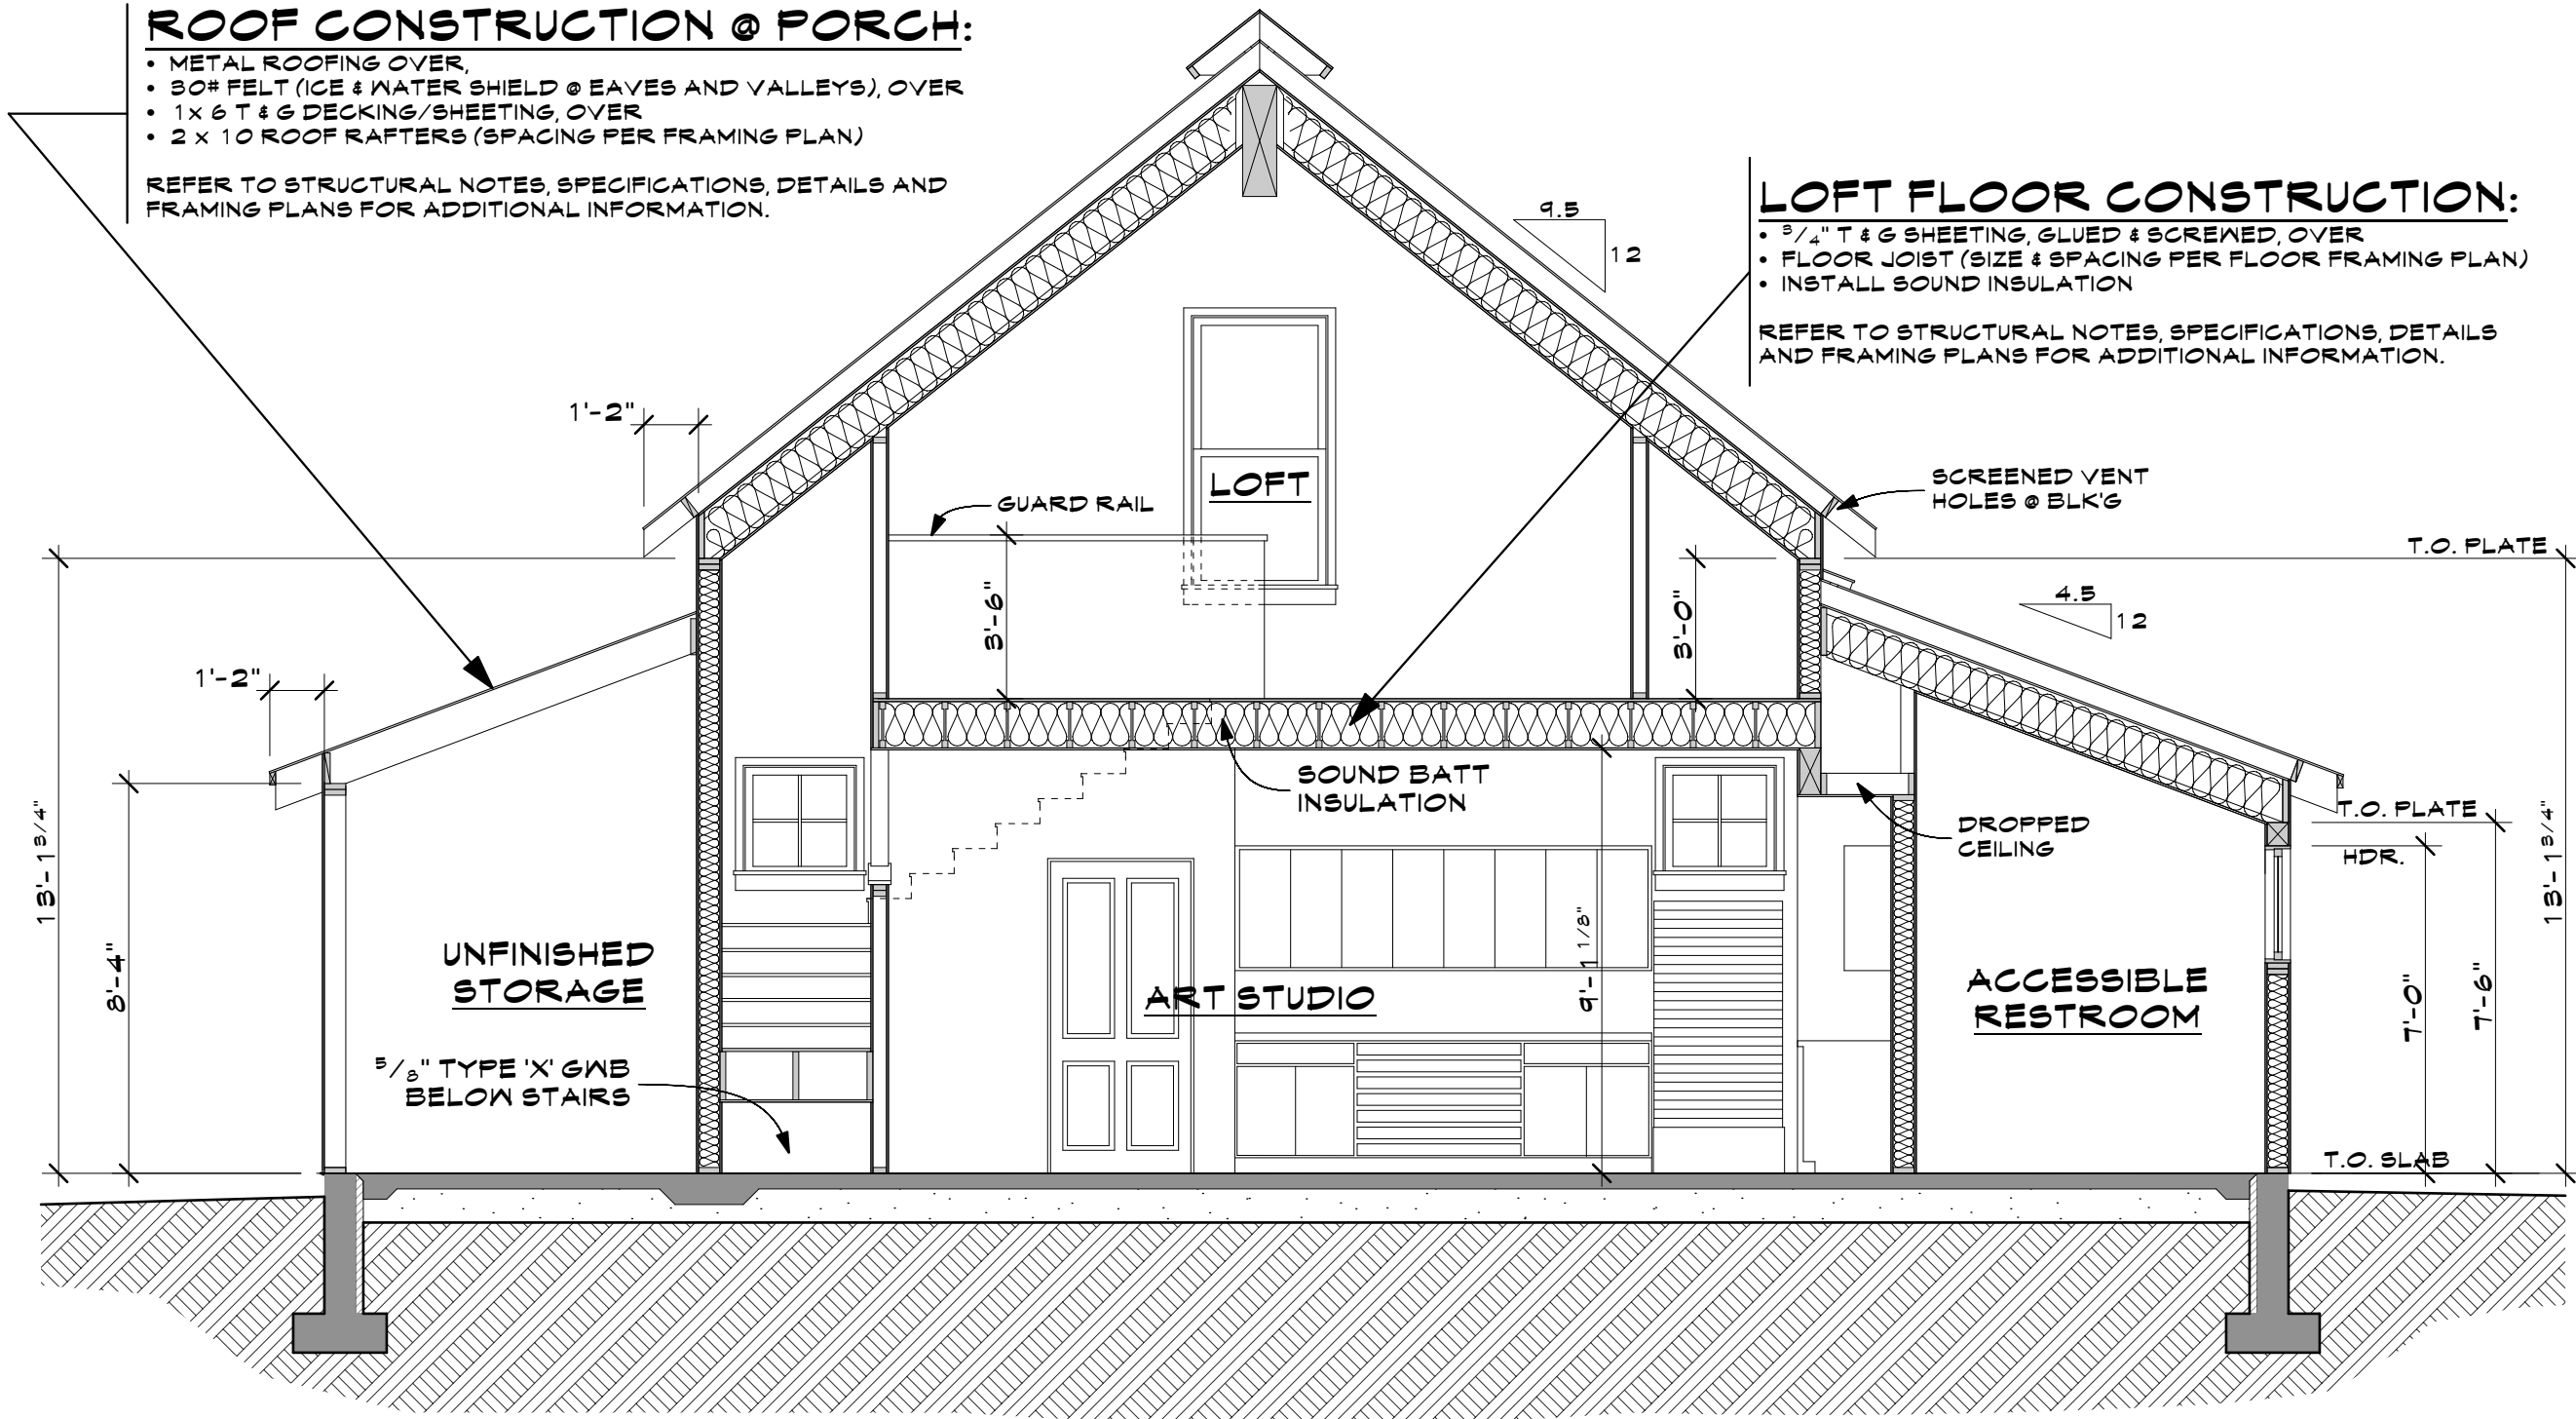 ROOF CONSTRUCTION @ PORCH:
• METAL ROOFING OVER,
• 30# FELT (ICE & WATER SHIELD @ EAVES AND VALLEYS), OVER
• 1 x 6 T & G DECKING/SHEETING, OVER
• 2 x 10 ROOF RAFTERS (SPACING PER FRAMING PLAN)
REFER TO STRUCTURAL NOTES, SPECIFICATIONS, DETAILS AND
FRAMING PLANS FOR ADDITIONAL INFORMATION.
LOFT FLOOR CONSTRUCTION:
• 3/4" T & G SHEETING, GLUED & SCREWED, OVER
• FLOOR JOIST (SIZE & SPACING PER FLOOR FRAMING PLAN)
• INSTALL SOUND INSULATION
REFER TO STRUCTURAL NOTES, SPECIFICATIONS, DETAILS
AND FRAMING PLANS FOR ADDITIONAL INFORMATION.
9.5
12
1'-2"
LOFT
GUARD RAIL
SCREENED VENT
HOLES @ BLK'G
T.O. PLATE
4.5
12
3'-6"
3'-0"
1'-2"
SOUND BATT
INSULATION
T.O. PLATE
DROPPED
CEILING
HDR.
13'-1 3/4"
8'-4"
UNFINISHED
STORAGE
ART STUDIO
9'-1 1/8"
ACCESSIBLE
RESTROOM
7'-0"
7'-6"
13'-1 3/4"
5/8" TYPE 'X' GWB
BELOW STAIRS
T.O. SLAB